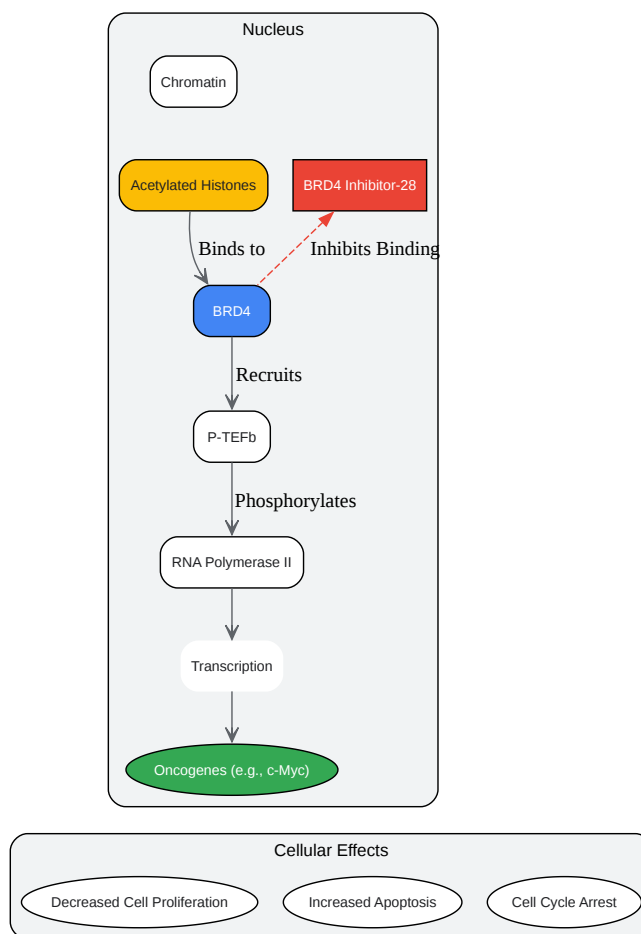 Nucleus
Chromatin
Acetylated Histones
BRD4 Inhibitor-28
Binds to
Inhibits Binding
BRD4
Recruits
P-TEFb
Phosphorylates
RNA Polymerase II
Transcription
Oncogenes (e.g., c-Myc)
Cellular Effects
Decreased Cell Proliferation
Increased Apoptosis
Cell Cycle Arrest